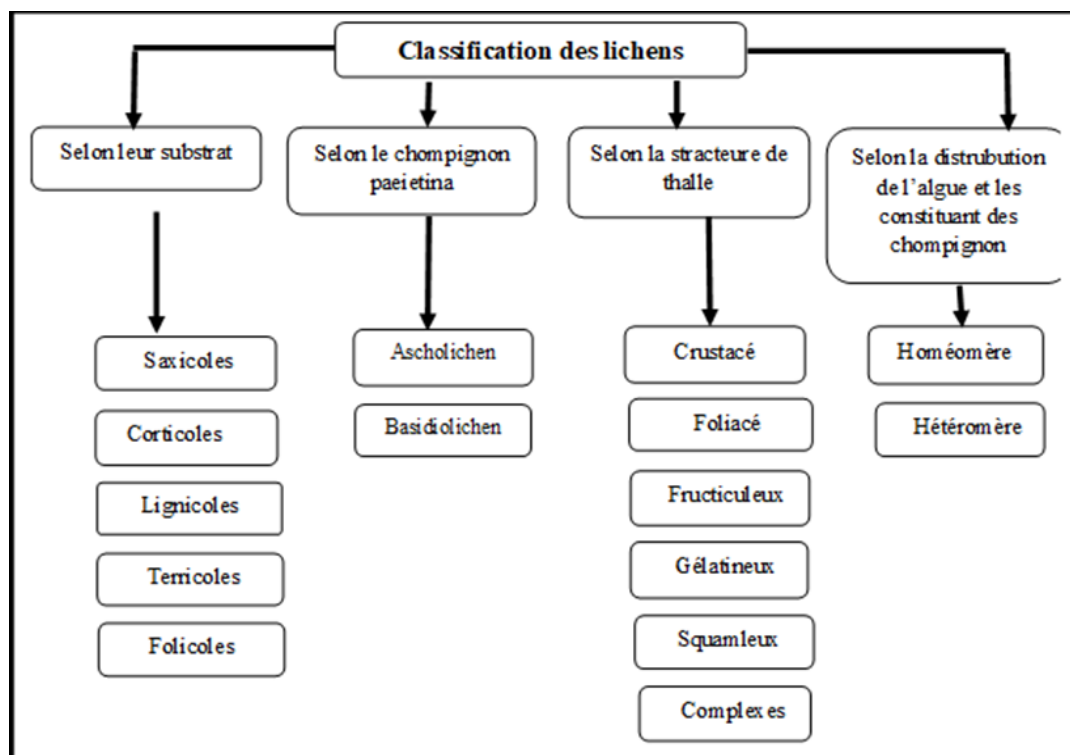 Classification des lichens
Selon leur substrat
Selon le chompignon
paeietina
Selon la stracteure de
thalle
Selon la distrubution
de l'algue et les
constituant des
chompignon
Saxicoles
Corticoles
Lignicoles
Terricoles
Folicoles
Ascholichen
Basidiolichen
Crustacé
Foliacé
Fructiculeux
Gélatineux
Squamleux
Complexes
Homéomère
Hétéromère